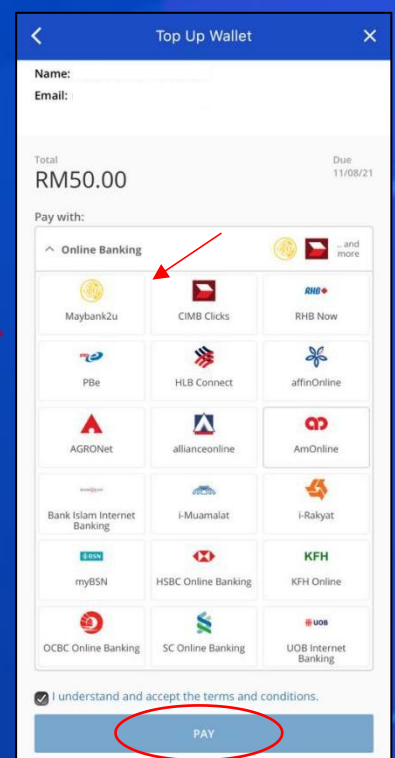 Top Up Wallet
Name:
Email:
Total
Due
RM50.00
11/08/21
Pay with:
Online Banking
... and more
Maybank2u
CIMB Clicks
RHB Now
PBe
HLB Connect
affinOnline
AGRONet
allianceonline
AmOnline
Bank Islam Internet
Banking
i-Muamalat
i-Rakyat
myBSN
HSBC Online Banking
KFH
KFH Online
OCBC Online Banking
SC Online Banking
UOB
UOB Internet
Banking
I understand and accept the terms and conditions.
PAY